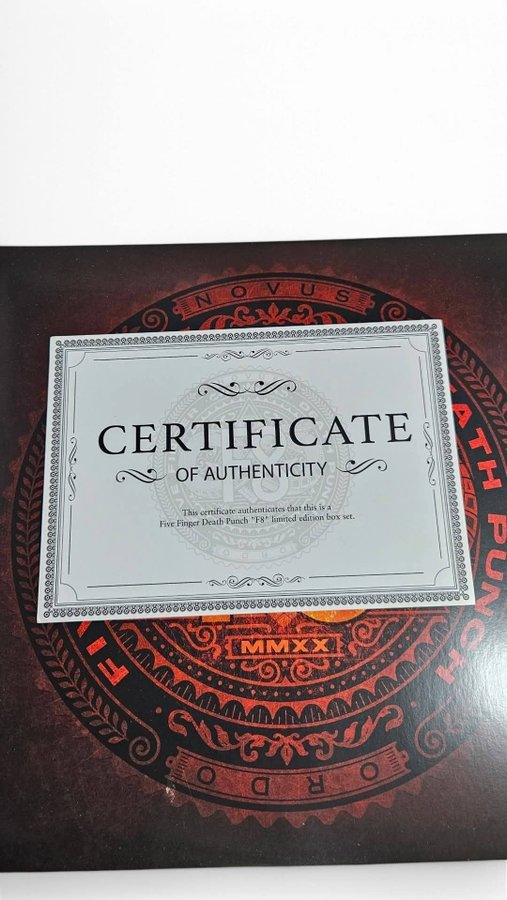 NOVUS
CERTIFICATE
OF AUTHENTICITY
This certificate authenticates that this is a
Five Finger Death Punch "F8" limited edition box set.
ATH PUNCH
FIV
MMXX
ORDO